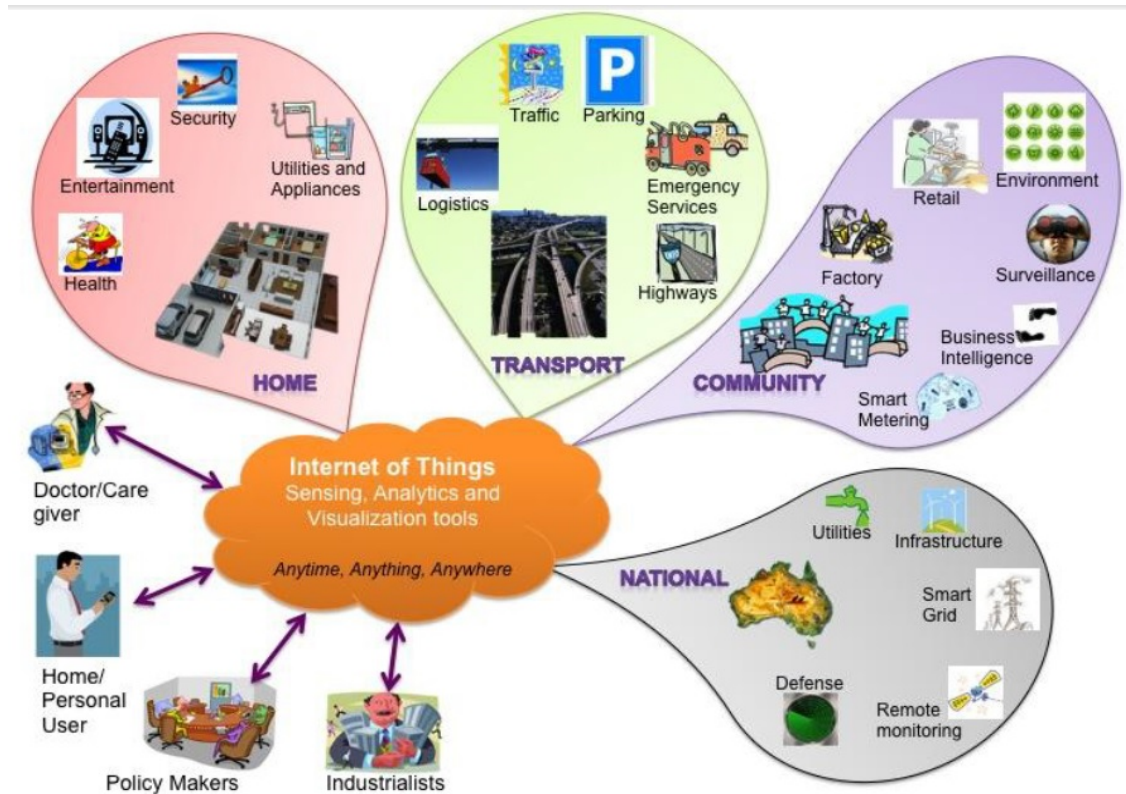 Security
Entertainment
Utilities and
Appliances
Health
HOME
Traffic
P
Parking
Logistics
Emergency
Services
Highways
TRANSPORT
Retail
Environment
Factory
Surveillance
Business
Intelligence
COMMUNITY
Smart
Metering
Internet of Things
Sensing, Analytics and
Visualization tools
Anytime, Anything, Anywhere
Doctor/Care
giver
Home/
Personal
User
Policy Makers
Industrialists
NATIONAL
Utilities
Infrastructure
Smart
Grid
Defense
Remote
monitoring